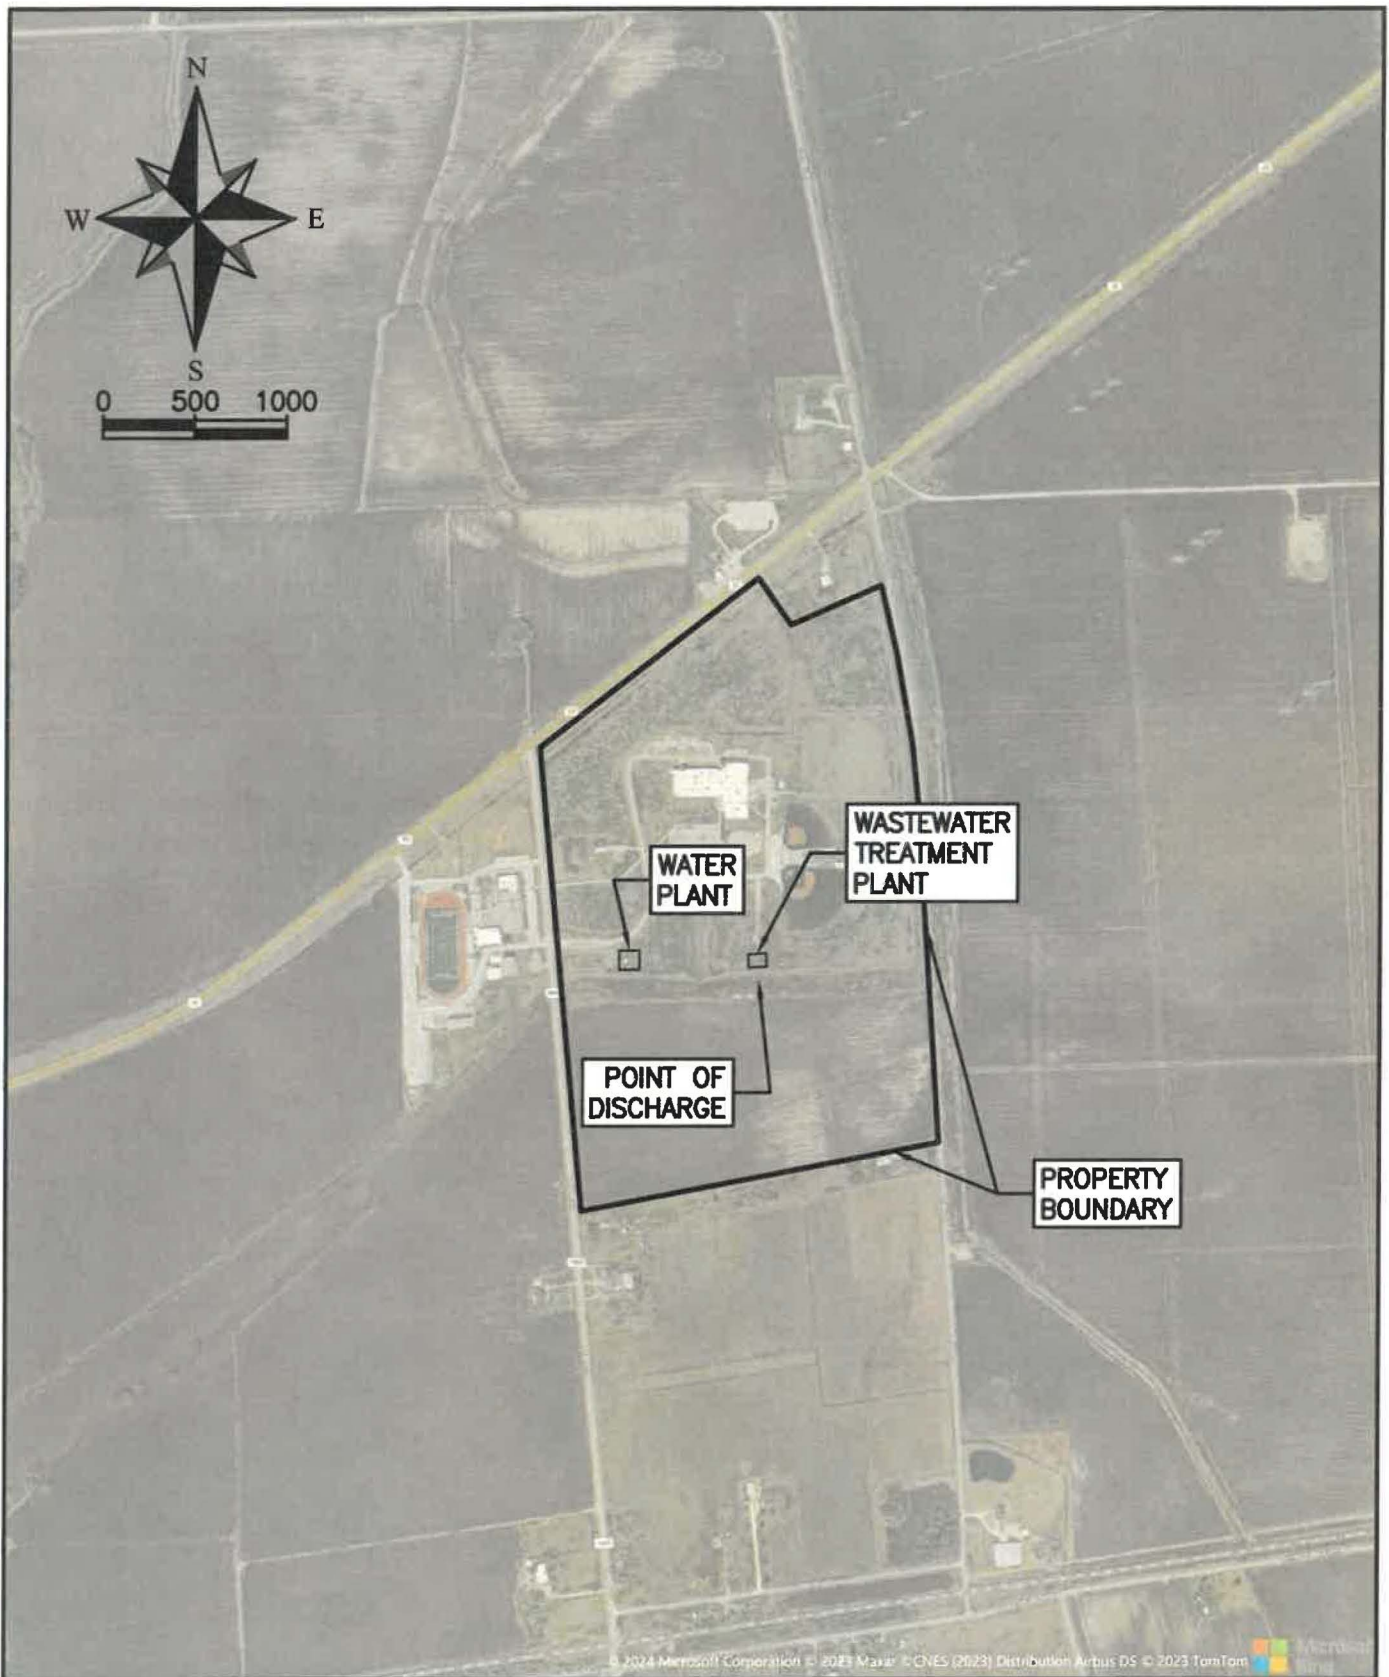 N
W E
S
0 500 1000
WATER
PLANT
WASTEWATER
TREATMENT
PLANT
POINT OF
DISCHARGE
PROPERTY
BOUNDARY
© 2024 Microsoft Corporation © 2023 Maxar © CNES (2023) Distribution Airbus DS © 2023 TomTom
Microsoft